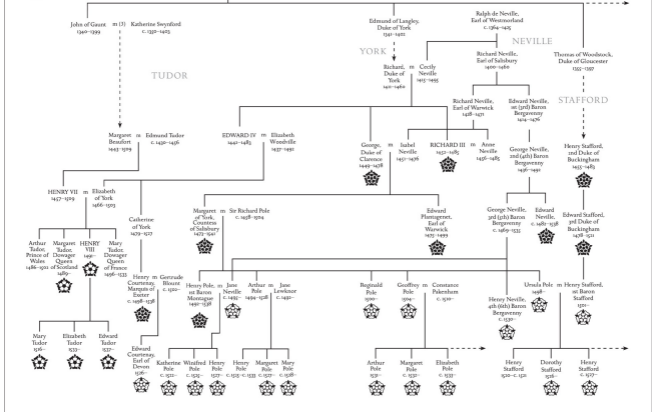 John of Gaunt m (3) Katherine Swynford
1340–1399 c. 1350–1403
Edmund of Langley,
Duke of
York
1341–1402
Ralph de Neville,
Earl of Westmorland
c. 1364–1425
YORK
NEVILLE
TUDOR
Richard, m Cecily
Duke of Neville
York 1415–1495
1411–1460
Richard Neville,
Earl of Salisbury
1400–1460
Thomas of Woodstock,
Duke of Gloucester
1355–1397
STAFFORD
Richard Neville,
Earl of Warwick
1428–1471
Edward Neville,
1st (3rd) Baron
Bergavenny
1414–1476
Margaret m Edmund Tudor
Beaufort c. 1430–1456
1443–1509
EDWARD IV m Elizabeth
1442–1483 Woodville
1437–1492
George, m Isabel
Duke of Neville
Clarence 1451–1476
1449–1478
RICHARD III m Anne
1452–1485 Neville
1456–1485
George Neville,
2nd (4th) Baron
Bergavenny
1436–1492
Henry Stafford,
2nd Duke of
Buckingham
1455–1483
HENRY VII m Elizabeth
1457–1509 of York
1466–1503
Catherine
of York
1479–1527
Margaret m Sir Richard Pole
of York, c. 1458–1504
Countess
of Salisbury
1473–1541
Edward
Plantagenet,
Earl of
Warwick
1475–1499
George Neville,
3rd (5th) Baron
Bergavenny
c. 1469–1535
Edward
Neville,
c. 1482–1538
Edward Stafford,
3rd Duke of
Buckingham
1478–1521
Arthur
Tudor,
Prince of
Wales
1486–1502
Margaret
Tudor,
Dowager
Queen
of Scotland
1489–
HENRY
VIII
1491–
Mary
Tudor,
Dowager
Queen
of France
1496–1533
Henry m Gertrude
Courtenay, Blount
Marquis of c. 1502–
Exeter
c. 1498–1538
Henry Pole, m Jane
1st Baron Neville
Montague c. 1495–
1492–1538
Arthur m Jane
Pole Lewknor
1494–1528 c. 1492–
Reginald
Pole
1500–
Geoffrey m Constance
Pole Pakenham
1504– c. 1510–
Henry Neville,
4th (6th) Baron
Bergavenny
c. 1530–
Ursula Pole m Henry Stafford,
1498– 1st Baron
Stafford
1501–
Mary
Tudor
1516–
Elizabeth
Tudor
1533–
Edward
Tudor
1537–
Edward
Courtenay,
Earl of
Devon
1526–
Katherine
Pole
c. 1511–
Winifred
Pole
c. 1525–
Henry
Pole
1527–
Henry
Pole
c. 1525–1533
Margaret
Pole
c. 1527–
Mary
Pole
c. 1528–
Arthur
Pole
1531–
Margaret
Pole
c. 1532–
Elizabeth
Pole
c. 1533–
Henry
Stafford
c. 1520–c. 1521
Dorothy
Stafford
1526–
Henry
Stafford
c. 1527–